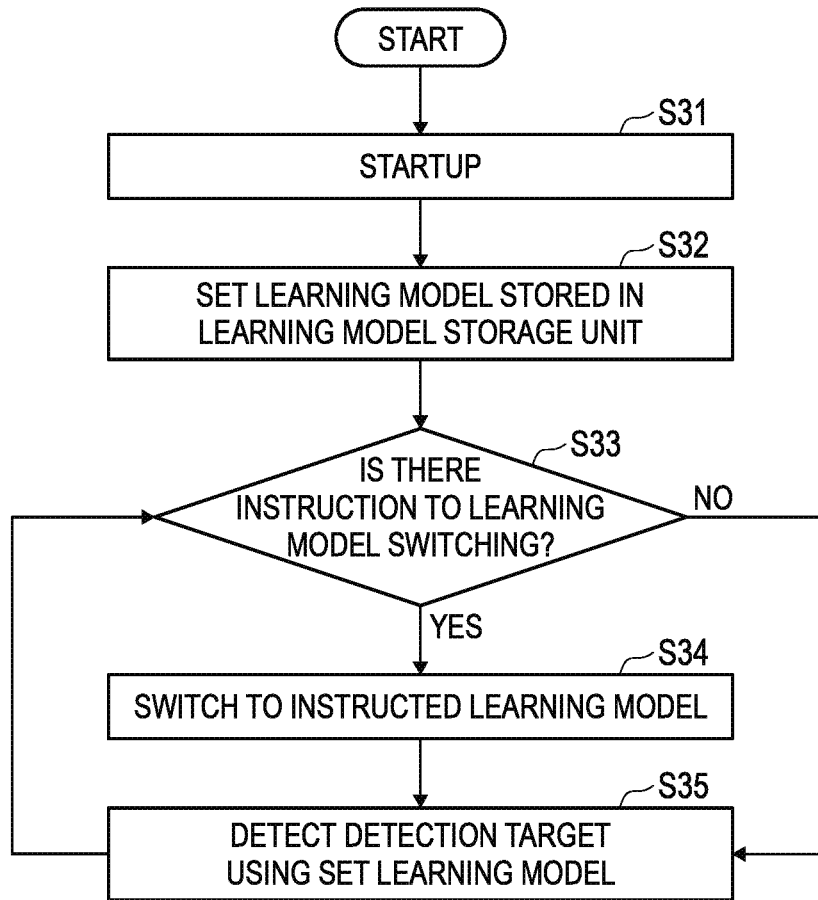 START
S31
STARTUP
S32
SET LEARNING MODEL STORED IN
LEARNING MODEL STORAGE UNIT
S33
IS THERE
INSTRUCTION TO LEARNING
MODEL SWITCHING?
NO
YES
S34
SWITCH TO INSTRUCTED LEARNING MODEL
S35
DETECT DETECTION TARGET
USING SET LEARNING MODEL